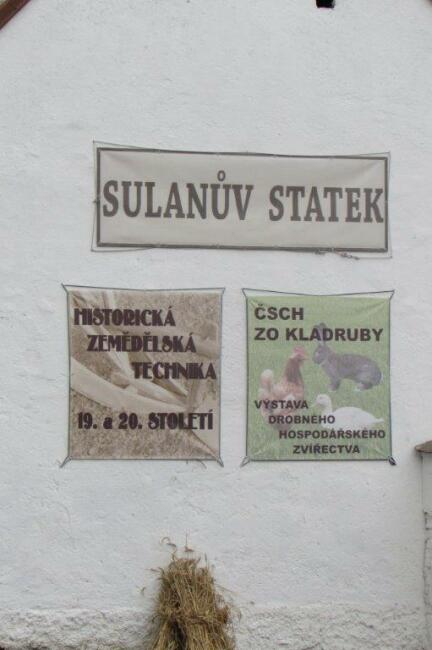 SULANŮV STATEK
HISTORICKÁ
ZEMĚDĚLSKÁ
TECHNIKA
19. a 20. STOLETÍ
ČSCH
ZO KLADRUBY
VÝSTAVA
DROBNÉHO
HOSPODÁŘSKÉHO
ZVÍŘECTVA